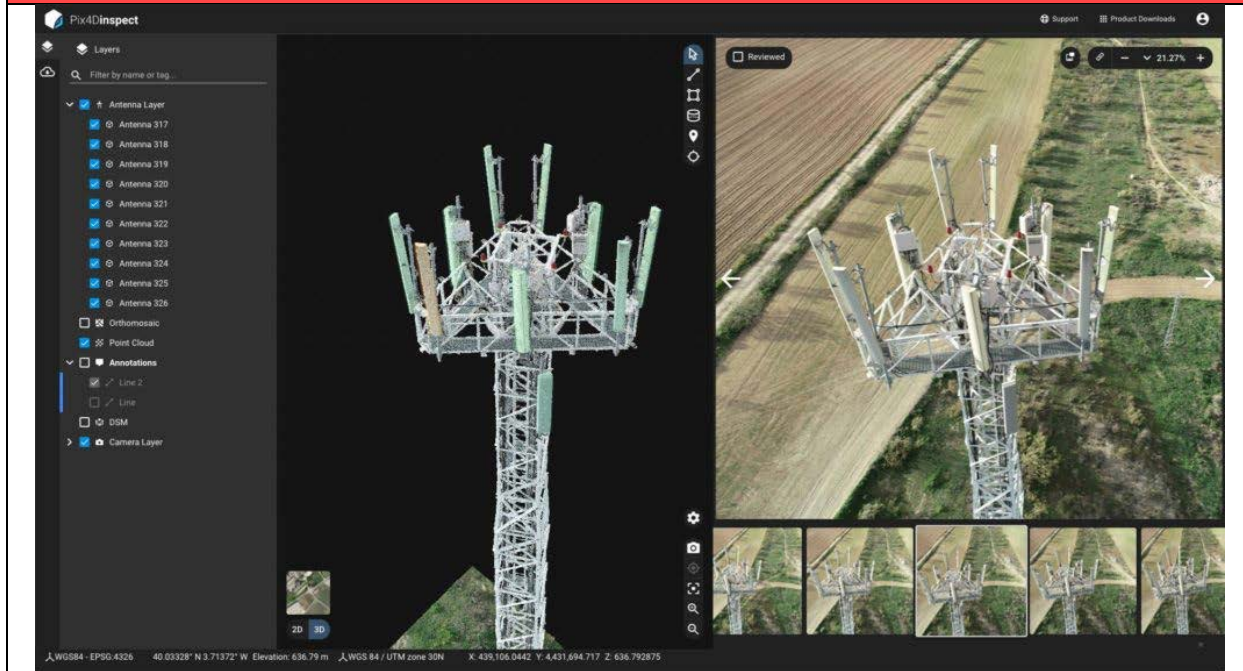 Pix4Dinspect
Support
Product Downloads
Layers
Filter by name or tag...
Antenna Layer
Antenna 317
Antenna 318
Antenna 319
Antenna 320
Antenna 321
Antenna 322
Antenna 323
Antenna 324
Antenna 325
Antenna 326
Orthomosaic
Point Cloud
Annotations
Line 2
Line
DSM
Camera Layer
2D 3D
Reviewed
21.27%
WGS84 - EPSG:4326 40.03328° N 3.71372° W Elevation: 636.79 m WGS 84 / UTM zone 30N X: 439,106.0442 Y: 4,431,694.717 Z: 636.792875